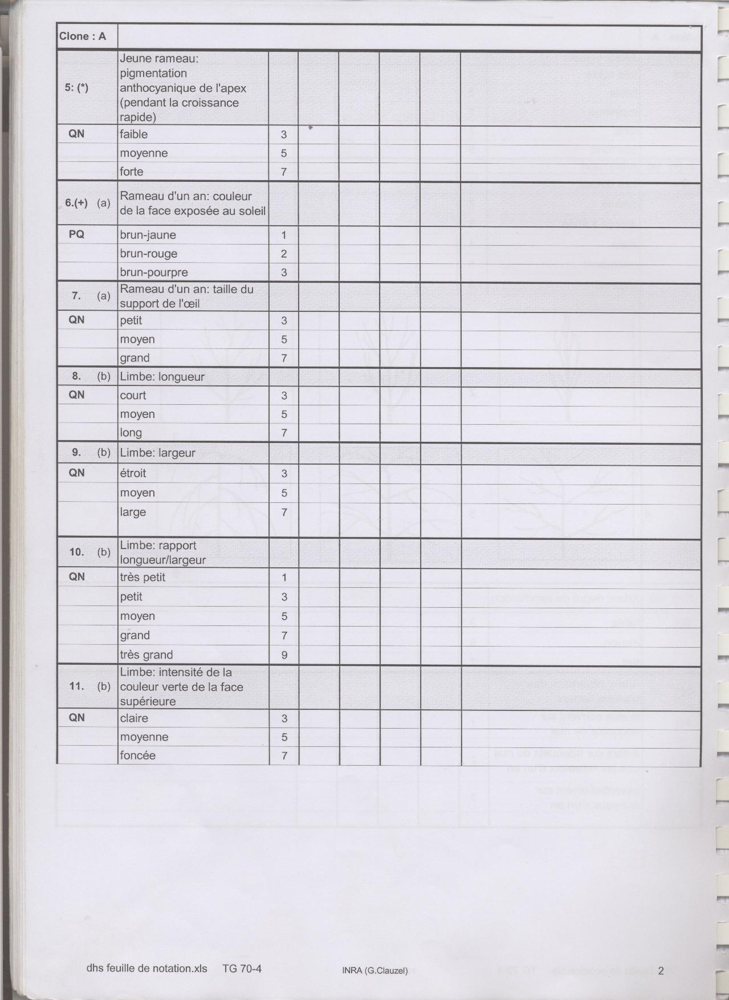 Clone : A
5: (*) Jeune rameau:
pigmentation
anthocyanique de l'apex
(pendant la croissance
rapide)
QN faible 3
moyenne 5
forte 7
6.(+) (a) Rameau d'un an: couleur
de la face exposée au soleil
PQ brun-jaune 1
brun-rouge 2
brun-pourpre 3
7. (a) Rameau d'un an: taille du
support de l'œil
QN petit 3
moyen 5
grand 7
8. (b) Limbe: longueur
QN court 3
moyen 5
long 7
9. (b) Limbe: largeur
QN étroit 3
moyen 5
large 7
10. (b) Limbe: rapport
longueur/largeur
QN très petit 1
petit 3
moyen 5
grand 7
très grand 9
11. (b) Limbe: intensité de la
couleur verte de la face
supérieure
QN claire 3
moyenne 5
foncée 7
dhs feuille de notation.xls TG 70-4 INRA (G.Clauzel) 2